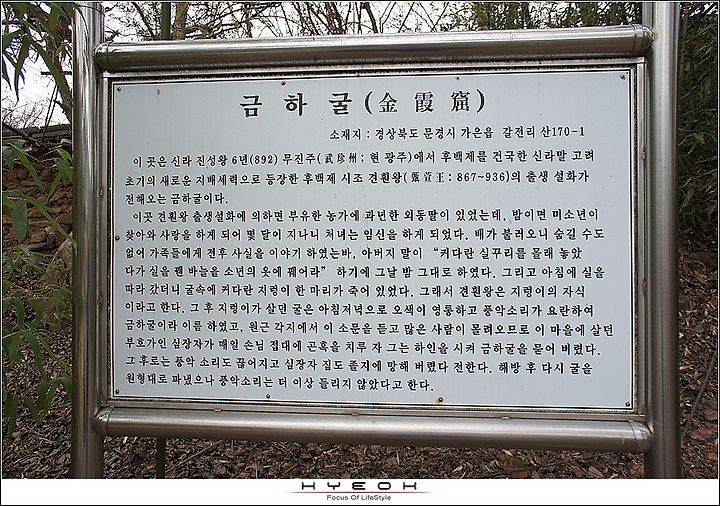 금하굴(金霞窟)
소재지 : 경상북도 문경시 가은읍 갈전리 산170-1
이 곳은 신라 진성왕 6년(892) 무진주(武珍州 : 현 광주)에서 후백제를 건국한 신라말 고려
초기의 새로운 지배세력으로 등장한 후백제 시조 견훤왕(甄萱王 : 867~936)의 출생 설화가
전해오는 금하굴이다.
이곳 견훤왕 출생설화에 의하면 부유한 농가에 과년한 외동딸이 있었는데, 밤이면 미소년이
찾아와 사랑을 하게 되어 몇 달이 지나니 처녀는 임신을 하게 되었다. 배가 불러오니 숨길 수도
없어 가족들에게 전후 사실을 이야기 하였는바, 아버지 말이 "커다란 실꾸리를 몰래 놓았
다가 실을 꿴 바늘을 소년의 옷에 꿰어라" 하기에 그날 밤 그대로 하였다. 그리고 아침에 실을
따라 갔더니 굴속에 커다란 지렁이 한 마리가 죽어 있었다. 그래서 견훤왕은 지렁이의 자식
이라고 한다. 그 후 지렁이가 살던 굴은 아침저녁으로 오색이 영롱하고 풍악소리가 요란하여
금하굴이라 이름 하였고, 원근 각지에서 이 소문을 듣고 많은 사람이 몰려오므로 이 마을에 살던
부호가인 심장자가 매일 손님 접대에 곤혹을 치루 자 그는 하인을 시켜 금하굴을 묻어 버렸다.
그 후로는 풍악 소리도 끊어지고 심장자 집도 졸지에 망해 버렸다 전한다. 해방 후 다시 굴을
원형대로 파냈으나 풍악소리는 더 이상 들리지 않았다고 한다.
HYEOK
Focus Of LifeStyle